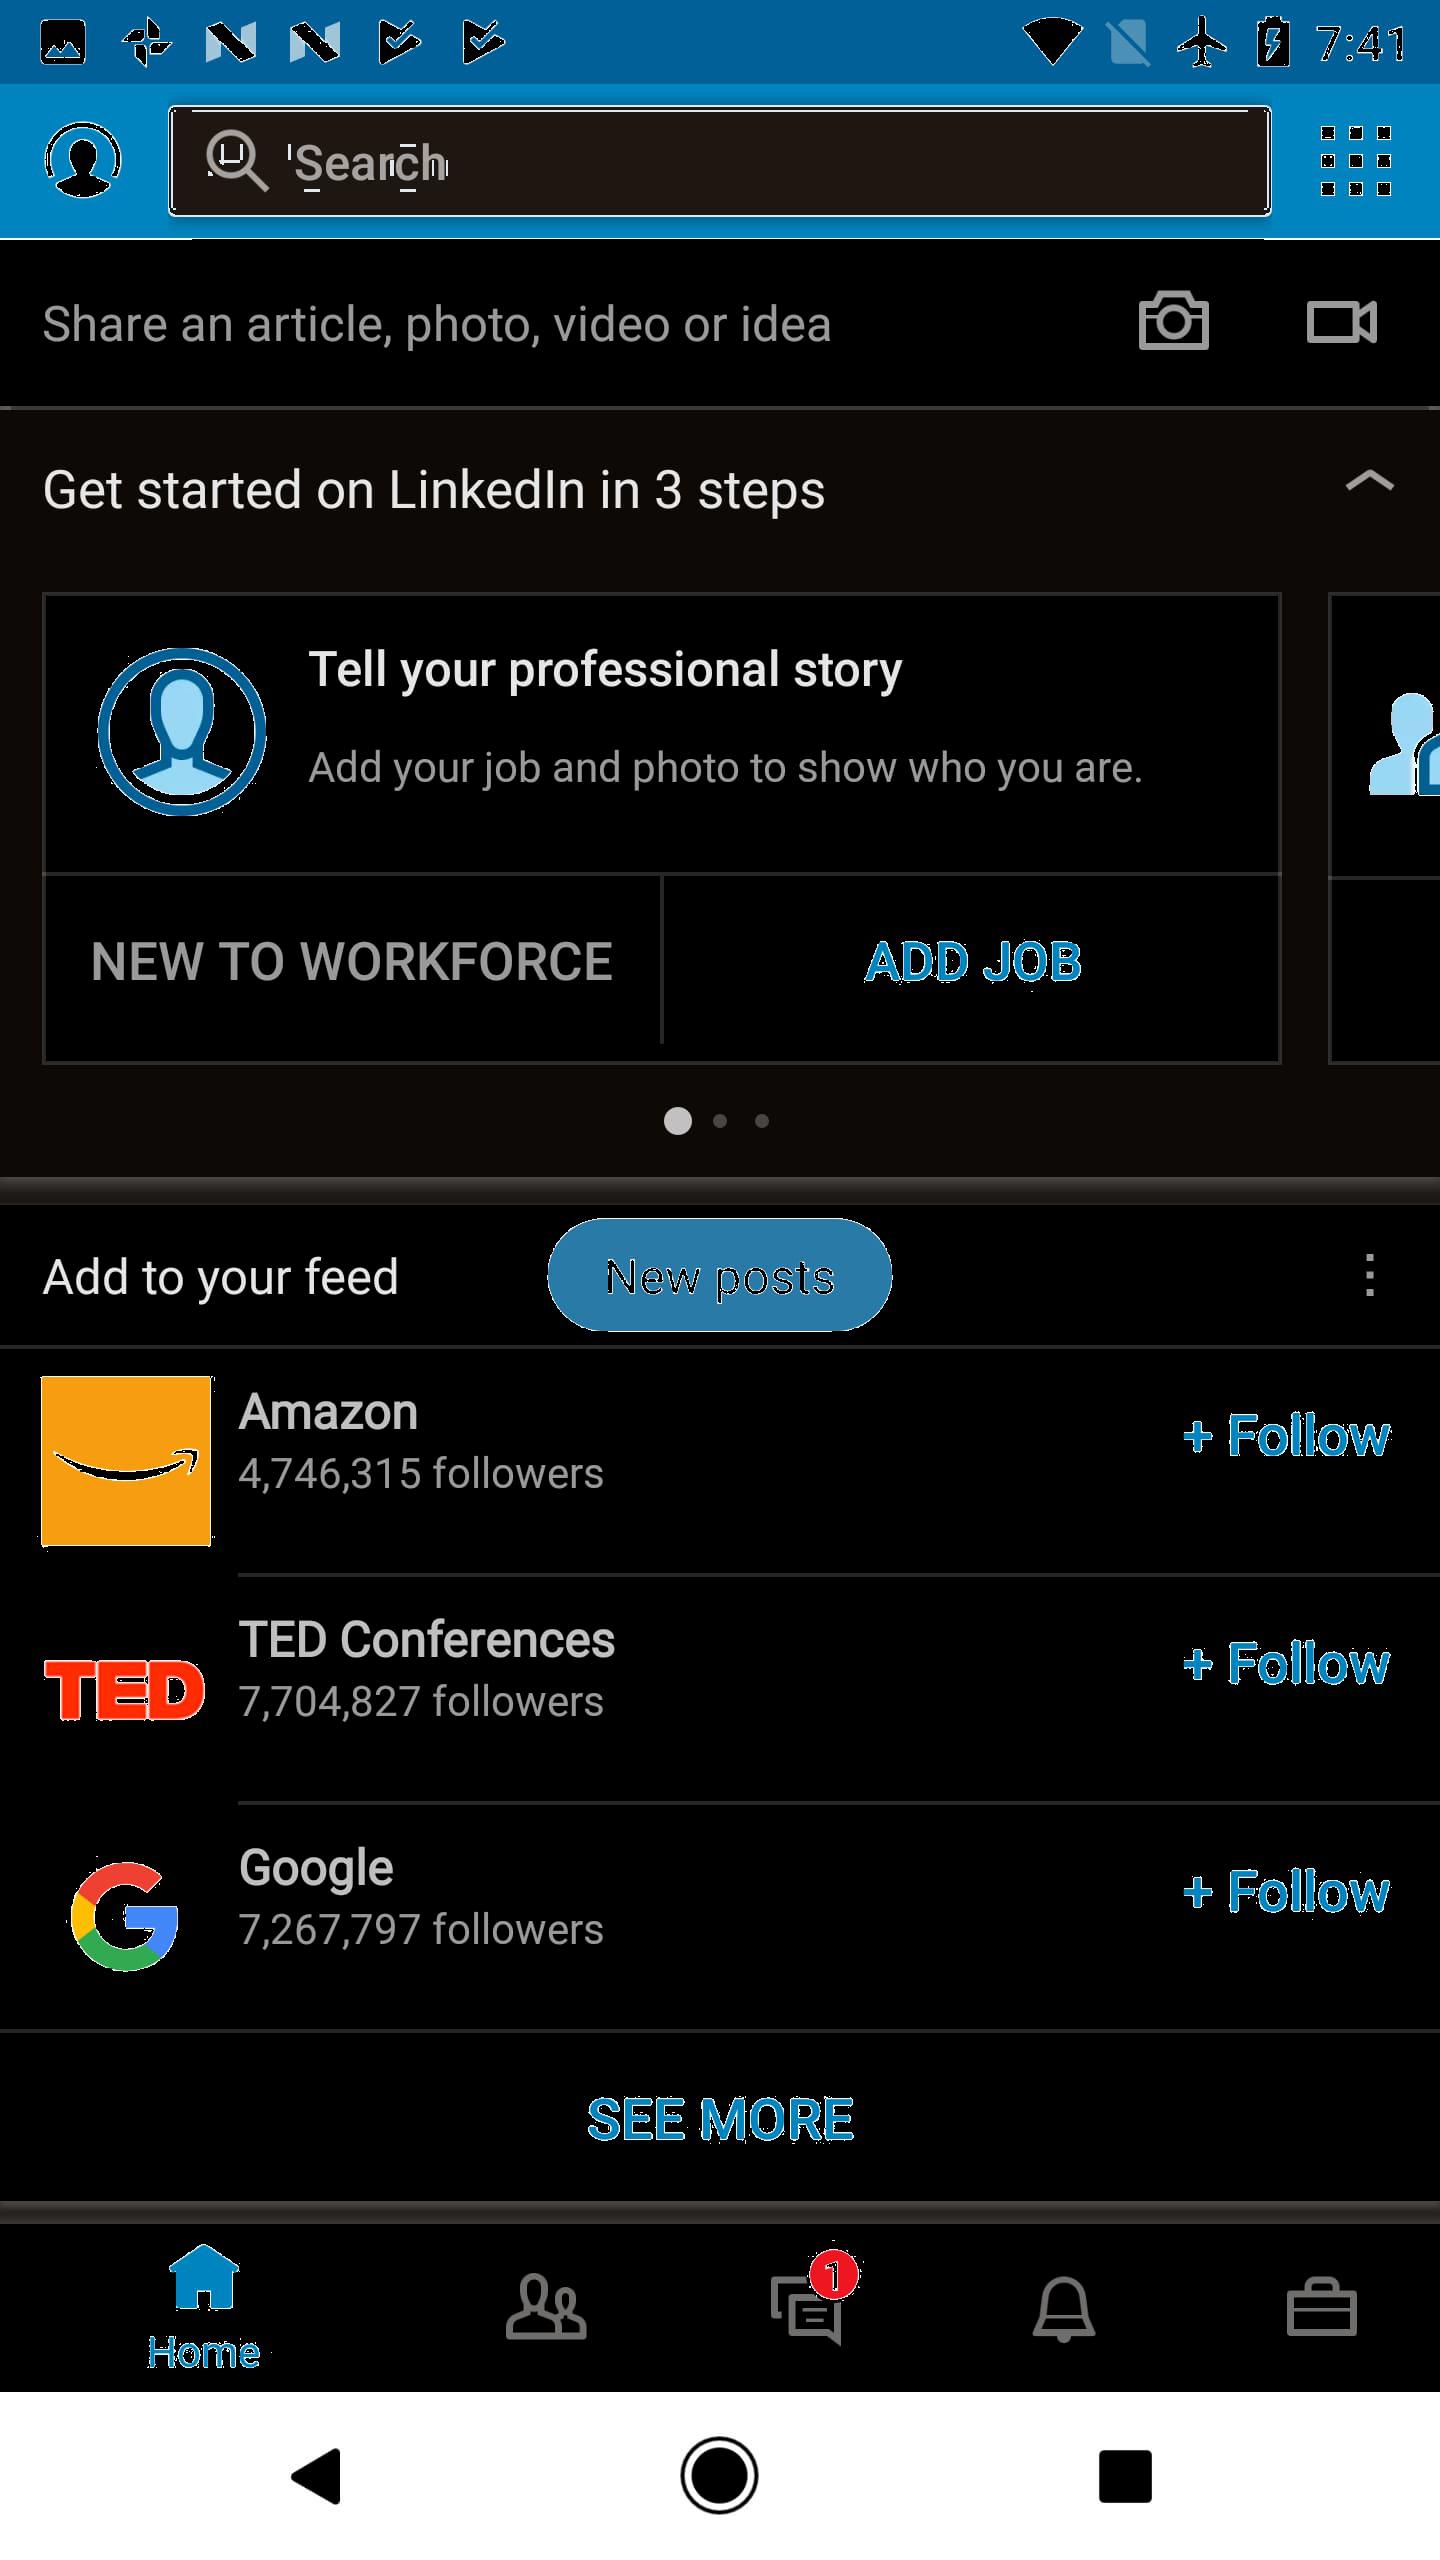 7:41
Search
Share an article, photo, video or idea
Get started on LinkedIn in 3 steps
Tell your professional story
Add your job and photo to show who you are.
NEW TO WORKFORCE
ADD JOB
Add to your feed
New posts
Amazon
+ Follow
4,746,315 followers
TED
TED Conferences
+ Follow
7,704,827 followers
Google
+ Follow
7,267,797 followers
SEE MORE
1
Home